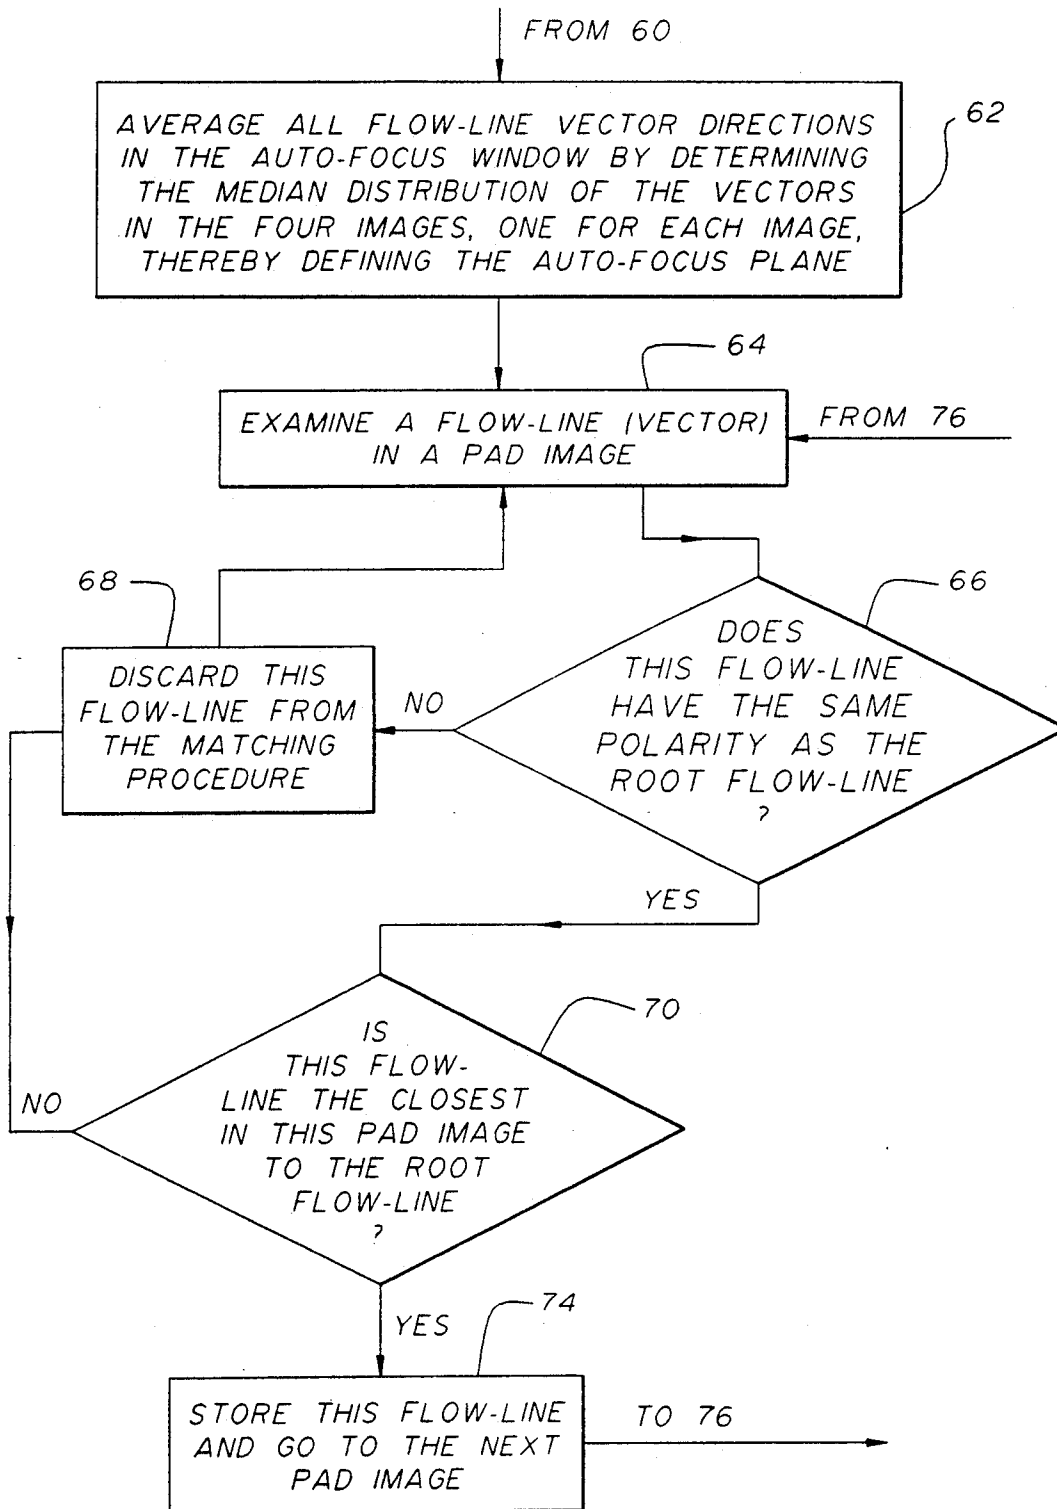 FROM 60
62
AVERAGE ALL FLOW-LINE VECTOR DIRECTIONS
IN THE AUTO-FOCUS WINDOW BY DETERMINING
THE MEDIAN DISTRIBUTION OF THE VECTORS
IN THE FOUR IMAGES, ONE FOR EACH IMAGE,
THEREBY DEFINING THE AUTO-FOCUS PLANE
64
EXAMINE A FLOW-LINE (VECTOR)
IN A PAD IMAGE
FROM 76
68
66
DISCARD THIS
FLOW-LINE FROM
THE MATCHING
PROCEDURE
NO
DOES
THIS FLOW-LINE
HAVE THE SAME
POLARITY AS THE
ROOT FLOW-LINE
?
YES
70
IS
THIS FLOW-
LINE THE CLOSEST
IN THIS PAD IMAGE
TO THE ROOT
FLOW-LINE
?
NO
YES
74
STORE THIS FLOW-LINE
AND GO TO THE NEXT
PAD IMAGE
TO 76